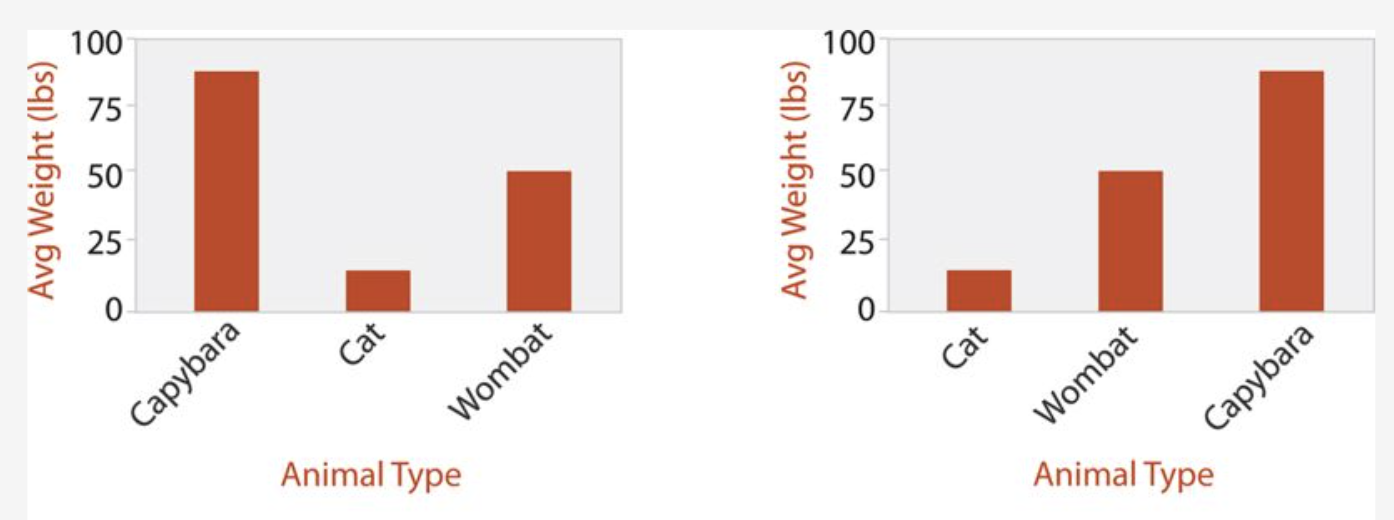 100
75
50
25
0
Avg Weight (lbs)
Capybara
Cat
Wombat
Animal Type
100
75
50
25
0
Avg Weight (lbs)
Cat
Wombat
Capybara
Animal Type